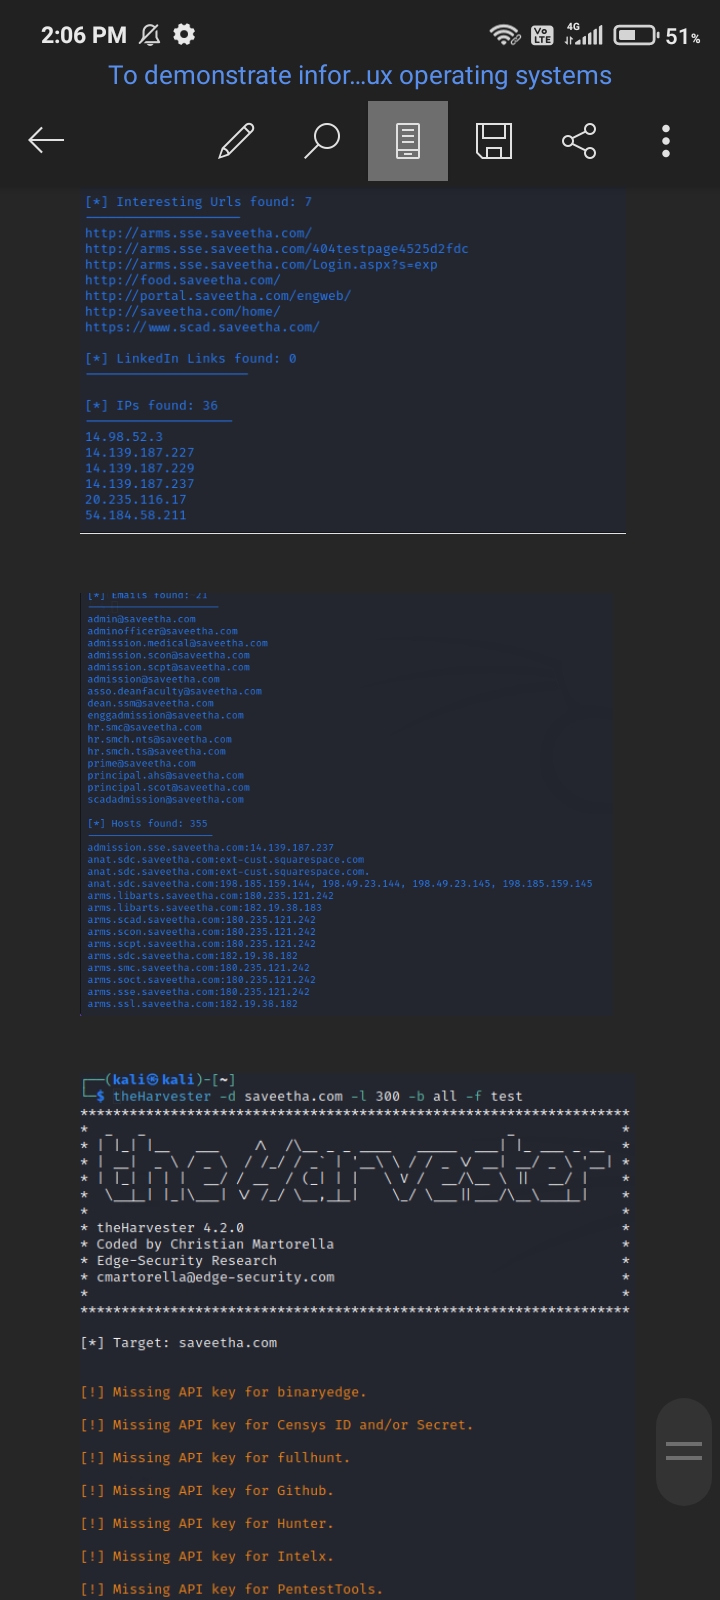 2:06 PM
Vo LTE
4G
51%
To demonstrate infor...ux operating systems
[*] Interesting Urls found: 7
http://arms.sse.saveetha.com/
http://arms.sse.saveetha.com/404testpage4525d2fdc
http://arms.sse.saveetha.com/Login.aspx?s=exp
http://food.saveetha.com/
http://portal.saveetha.com/engweb/
http://saveetha.com/home/
https://www.scad.saveetha.com/
[*] LinkedIn Links found: 0
[*] IPs found: 36
14.98.52.3
14.139.187.227
14.139.187.229
14.139.187.237
20.235.116.17
54.184.58.211
[*] Emails found: 21
admin@saveetha.com
adminofficer@saveetha.com
admission.medical@saveetha.com
admission.scon@saveetha.com
admission.scpt@saveetha.com
admission@saveetha.com
asso.deanfaculty@saveetha.com
dean.ssm@saveetha.com
enggadmission@saveetha.com
hr.smc@saveetha.com
hr.smch.nts@saveetha.com
hr.smch.ts@saveetha.com
prime@saveetha.com
principal.ahs@saveetha.com
principal.scot@saveetha.com
scadadmission@saveetha.com
[*] Hosts found: 355
admission.sse.saveetha.com:14.139.187.237
anat.sdc.saveetha.com:ext-cust.squarespace.com
anat.sdc.saveetha.com:ext-cust.squarespace.com.
anat.sdc.saveetha.com:198.185.159.144, 198.49.23.144, 198.49.23.145, 198.185.159.145
arms.libarts.saveetha.com:180.235.121.242
arms.libarts.saveetha.com:182.19.38.183
arms.scad.saveetha.com:180.235.121.242
arms.scon.saveetha.com:180.235.121.242
arms.scpt.saveetha.com:180.235.121.242
arms.sdc.saveetha.com:182.19.38.182
arms.smc.saveetha.com:180.235.121.242
arms.soct.saveetha.com:180.235.121.242
arms.sse.saveetha.com:180.235.121.242
arms.ssl.saveetha.com:182.19.38.182
(kali㉿kali)-[~]
$ theHarvester -d saveetha.com -l 300 -b all -f test
theHarvester
* theHarvester 4.2.0 *
* Coded by Christian Martorella *
* Edge-Security Research *
* cmartorella@edge-security.com *
[*] Target: saveetha.com
[!] Missing API key for binaryedge.
[!] Missing API key for Censys ID and/or Secret.
[!] Missing API key for fullhunt.
[!] Missing API key for Github.
[!] Missing API key for Hunter.
[!] Missing API key for Intelx.
[!] Missing API key for PentestTools.